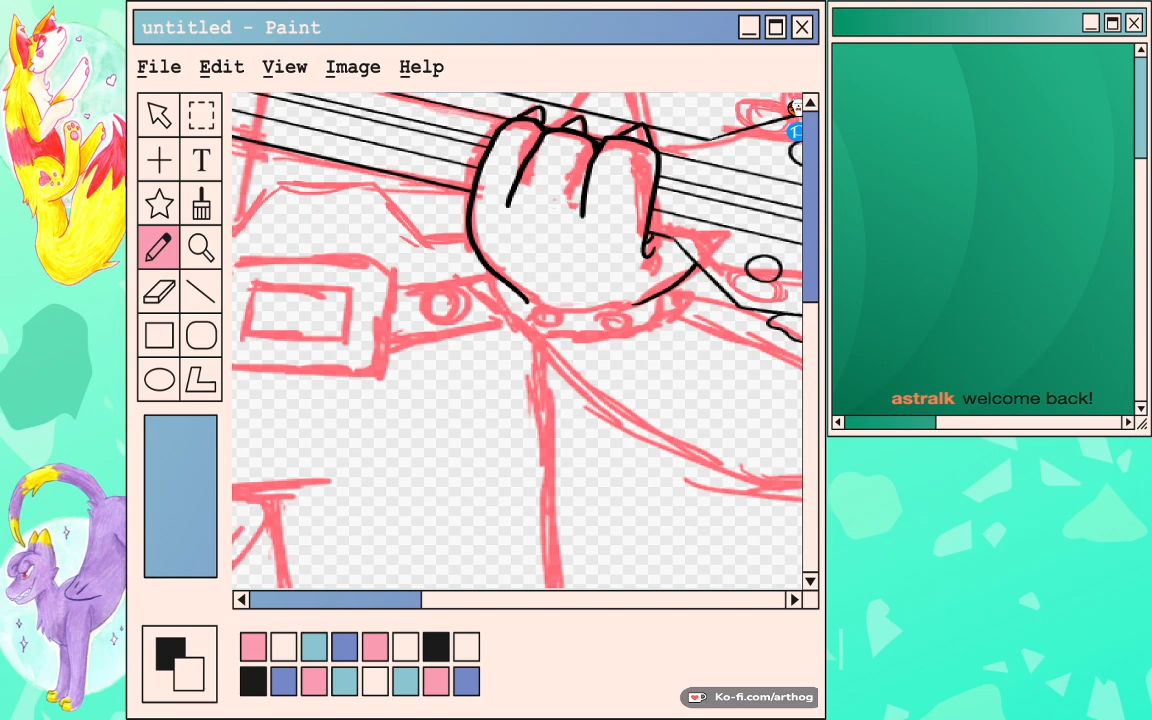 untitled - Paint
File Edit View Image Help
T
astralk welcome back!
Ko-fi.com/arthog